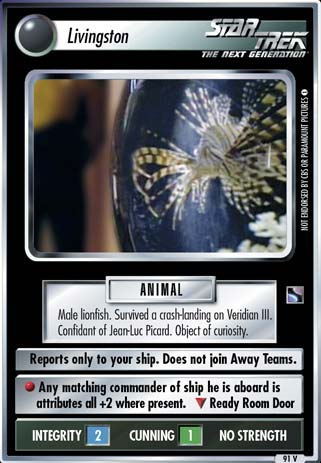 Livingston
STAR TREK
THE NEXT GENERATION
NOT ENDORSED BY CBS OR PARAMOUNT PICTURES
ANIMAL
Male lionfish. Survived a crash-landing on Veridian III.
Confidant of Jean-Luc Picard. Object of curiosity.
Reports only to your ship. Does not join Away Teams.
Any matching commander of ship he is aboard is
attributes all +2 where present. Ready Room Door
INTEGRITY 2 CUNNING 1 NO STRENGTH
91 V